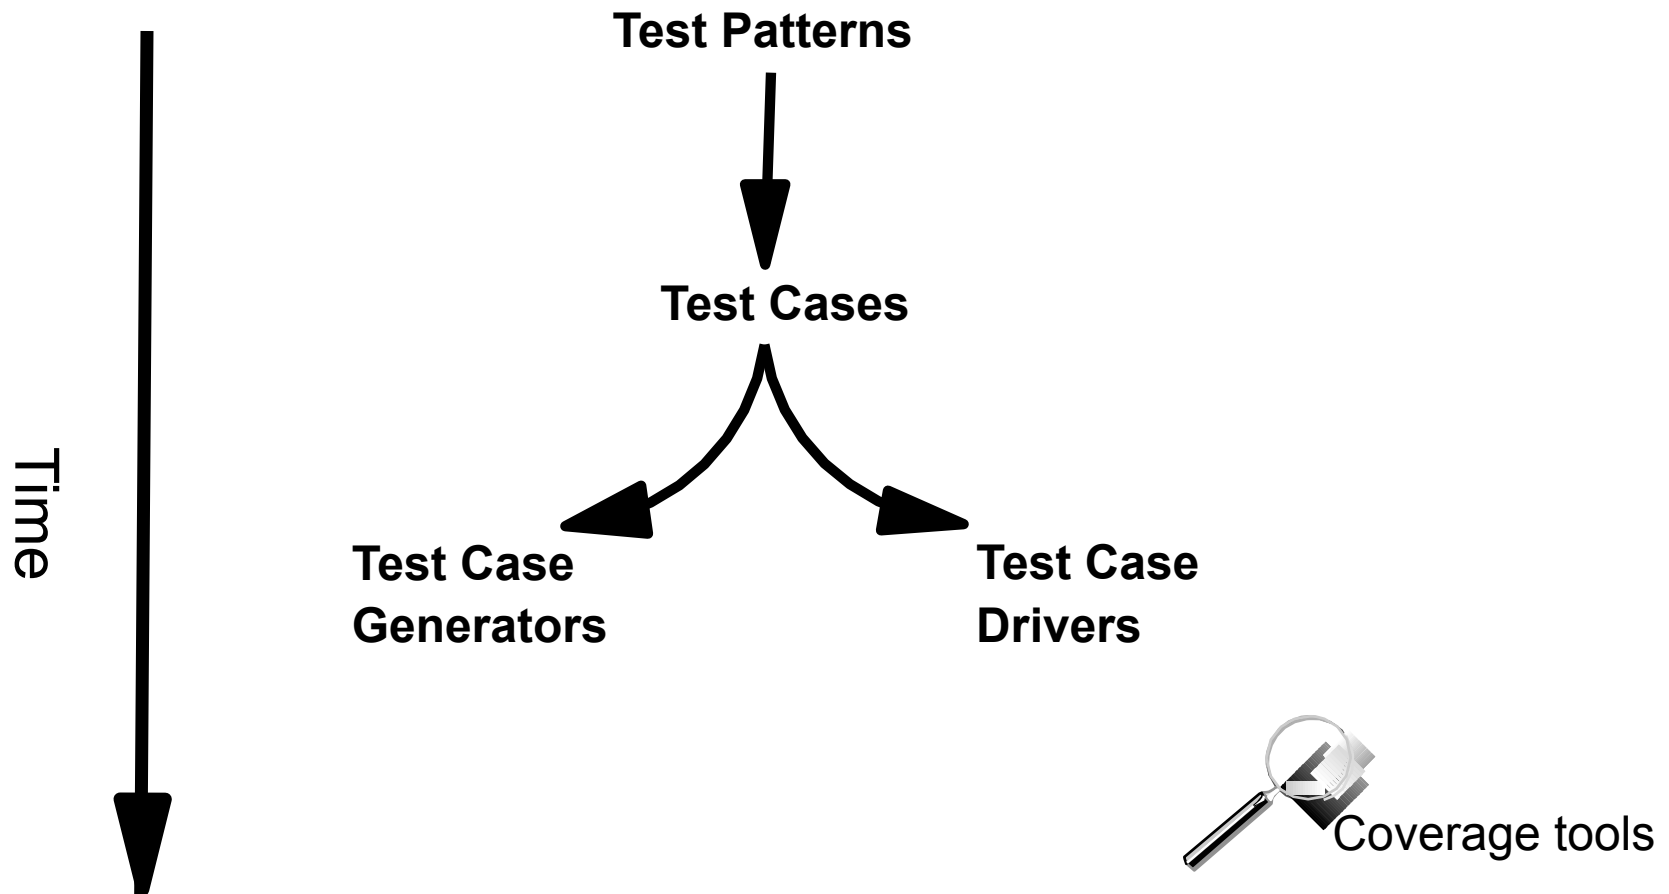 Test Patterns
Test Cases
Time
Test Case
Generators
Test Case
Drivers
Coverage tools